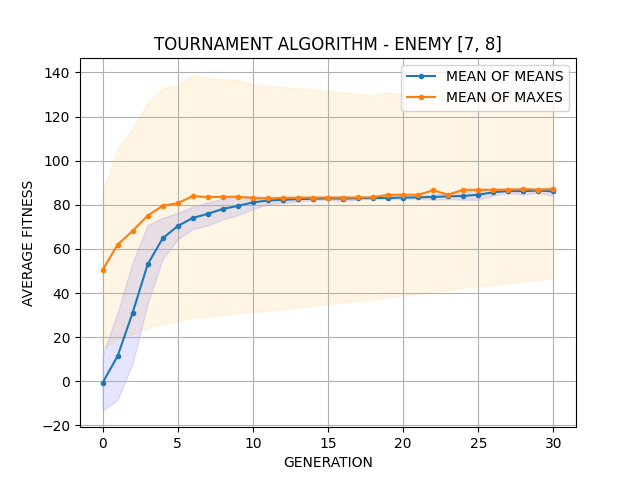 TOURNAMENT ALGORITHM - ENEMY [7, 8]
MEAN OF MEANS
MEAN OF MAXES
AVERAGE FITNESS
140
120
100
80
60
40
20
0
−20
0 5 10 15 20 25 30
GENERATION